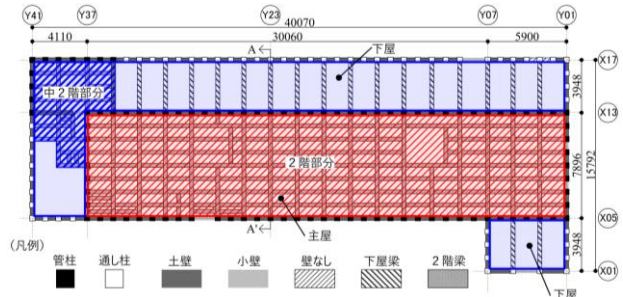 Y41 Y37 Y23 Y07 Y01
40070
4110 30060 5900
A 下屋
X17
中2階部分
3948
X13
2階部分
7896
15792
主屋
A'
X05
(凡例)
3948
管柱 通し柱 土壁 小壁 壁なし 下屋梁 2階梁
X01
下屋